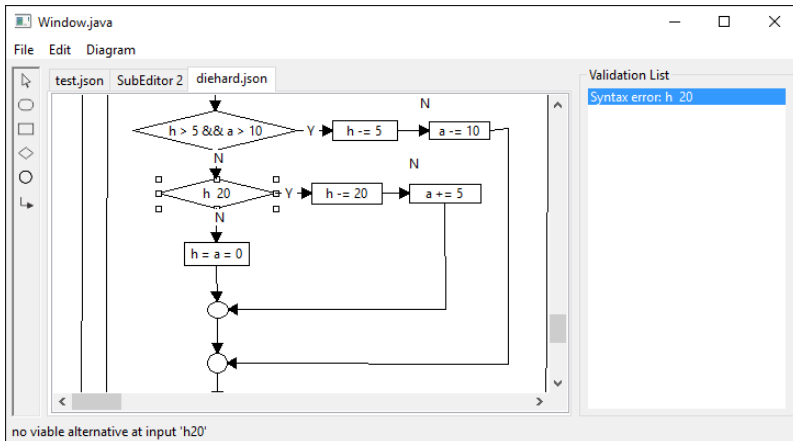 Window.java
File Edit Diagram
test.json SubEditor 2 diehard.json
Validation List
Syntax error: h  20
N
h > 5 && a > 10 Y h -= 5 a -= 10
N
N
h  20 Y h -= 20 a += 5
N
h = a = 0
no viable alternative at input 'h20'